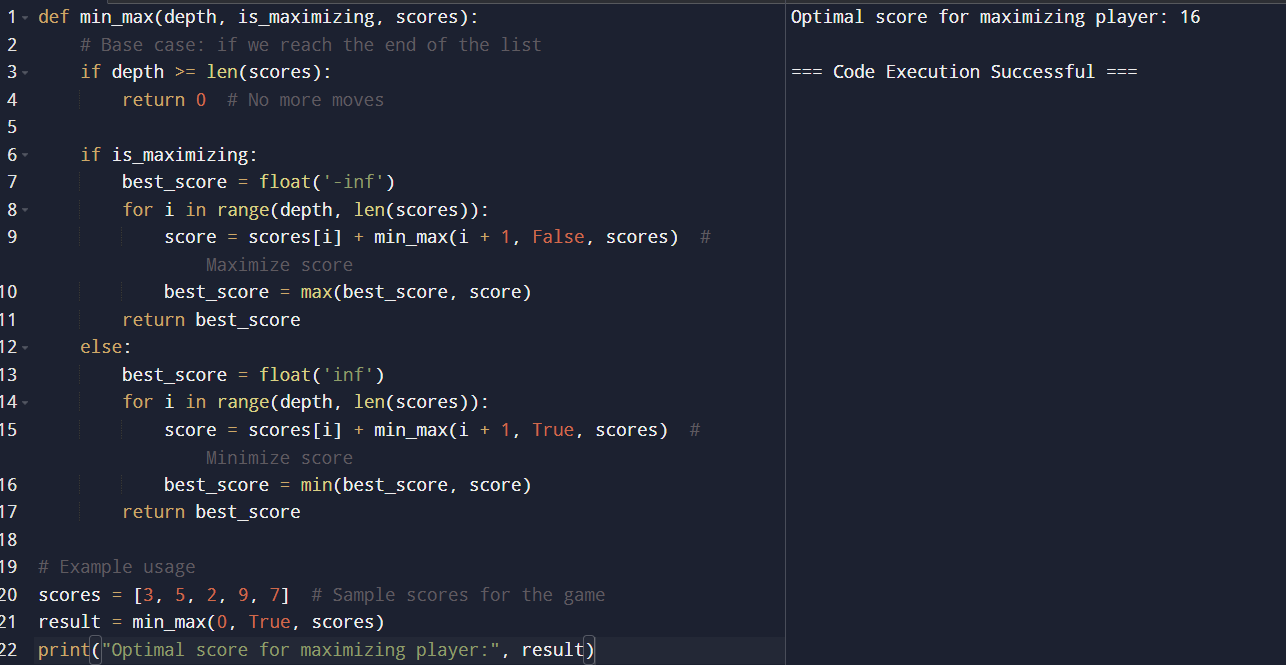 1 def min_max(depth, is_maximizing, scores):
2     # Base case: if we reach the end of the list
3     if depth >= len(scores):
4         return 0  # No more moves
5
6     if is_maximizing:
7         best_score = float('-inf')
8         for i in range(depth, len(scores)):
9             score = scores[i] + min_max(i + 1, False, scores)  #
                Maximize score
10             best_score = max(best_score, score)
11         return best_score
12     else:
13         best_score = float('inf')
14         for i in range(depth, len(scores)):
15             score = scores[i] + min_max(i + 1, True, scores)  #
                Minimize score
16             best_score = min(best_score, score)
17         return best_score
18
19 # Example usage
20 scores = [3, 5, 2, 9, 7]  # Sample scores for the game
21 result = min_max(0, True, scores)
22 print("Optimal score for maximizing player:", result)
Optimal score for maximizing player: 16
=== Code Execution Successful ===